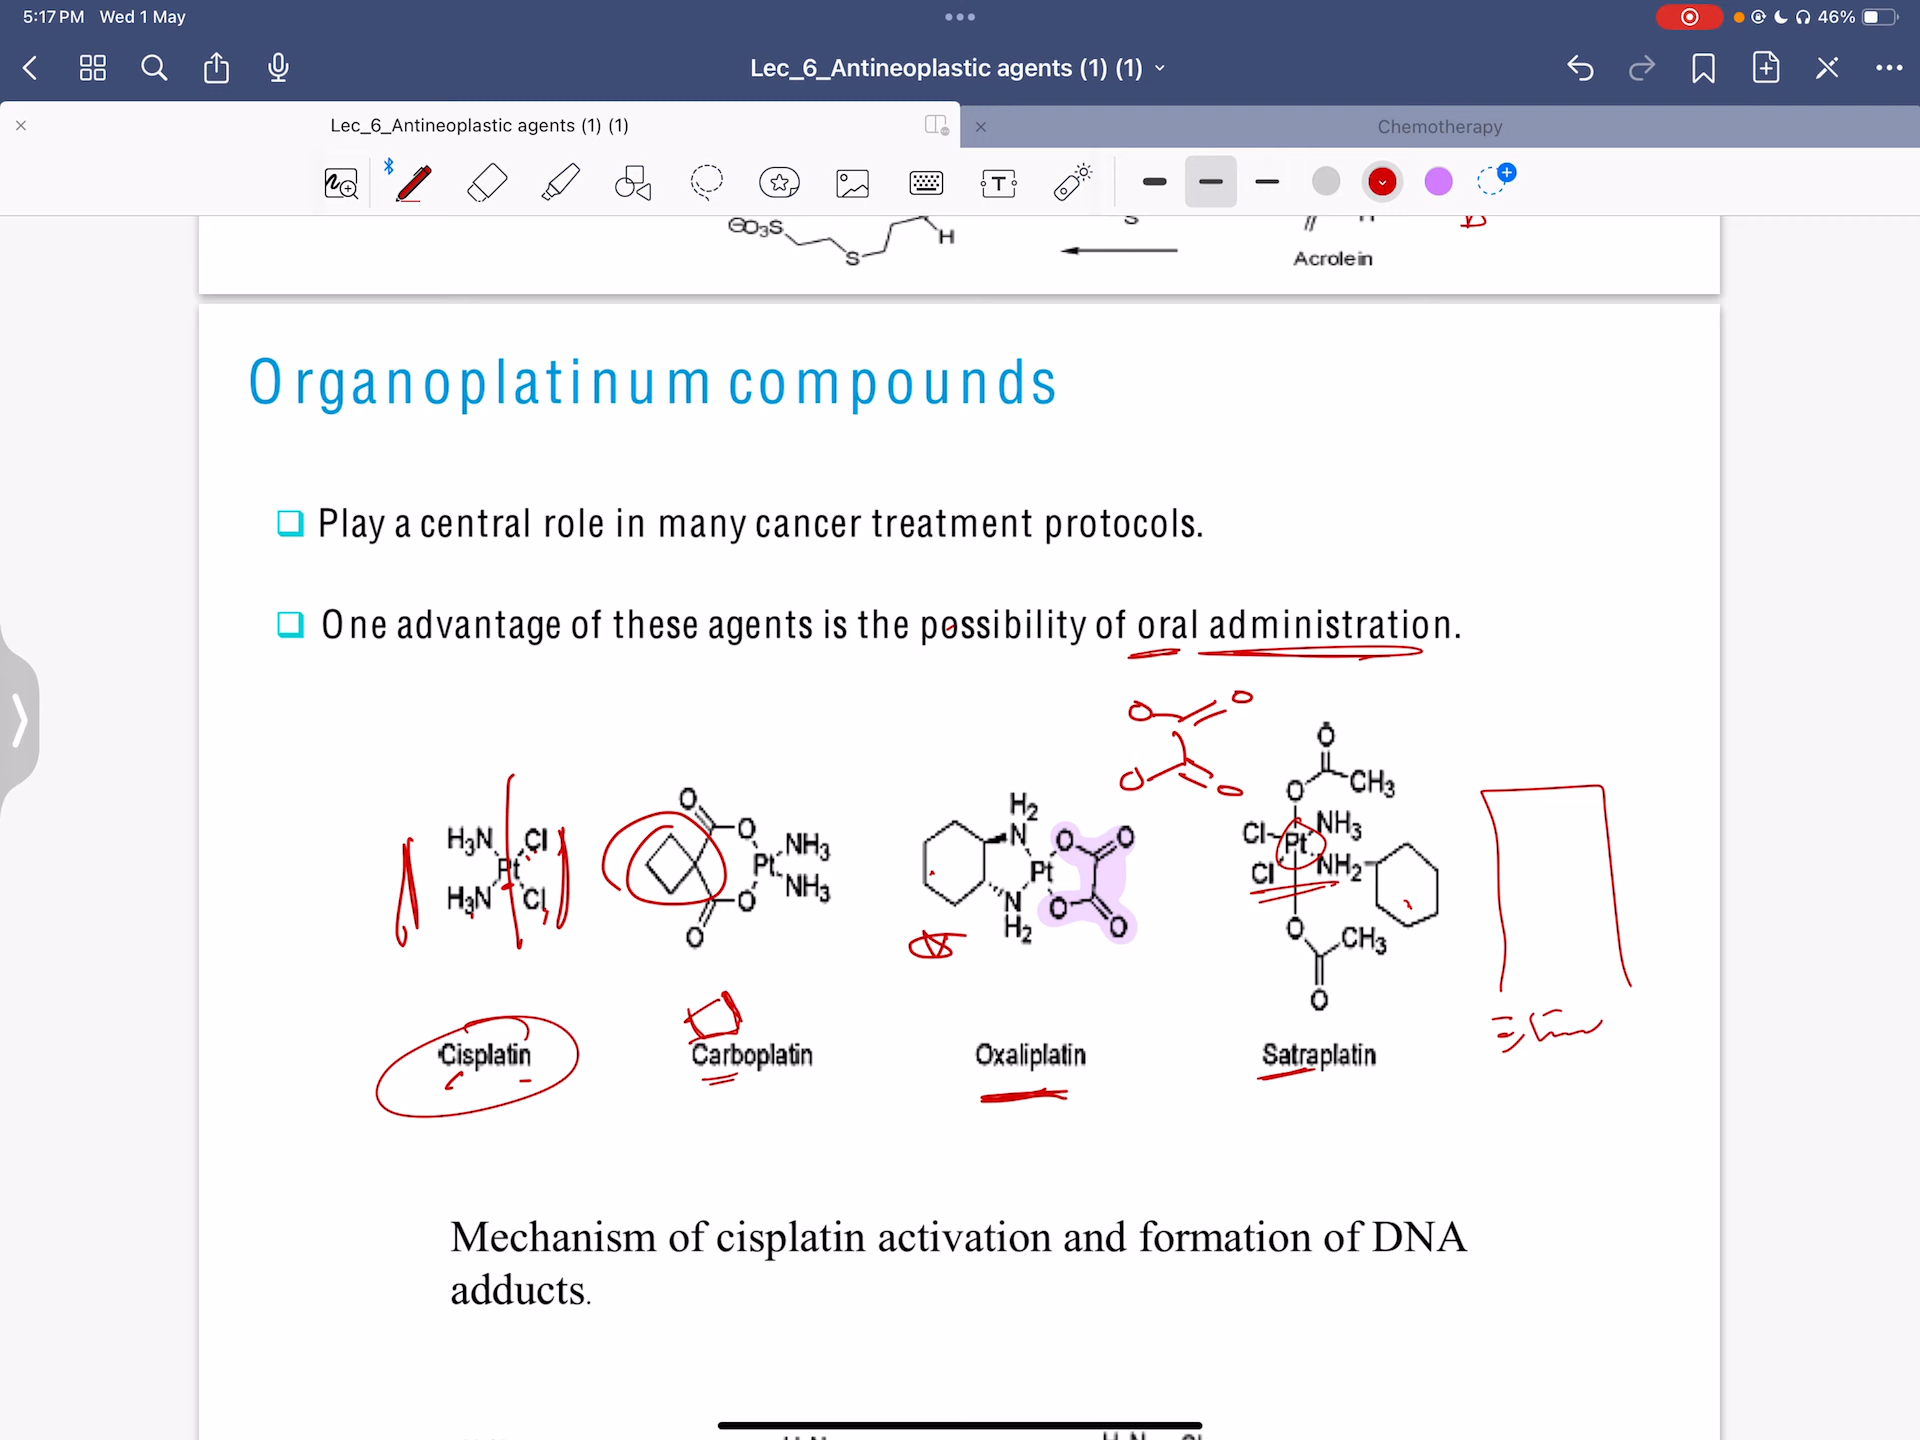 5:17 PM Wed 1 May
46%
Lec_6_Antineoplastic agents (1) (1)
Lec_6_Antineoplastic agents (1) (1)
Chemotherapy
T
⊖O3S
S
H
S
H
B
Acrolein
Organoplatinum compounds
Play a central role in many cancer treatment protocols.
One advantage of these agents is the possibility of oral administration.
O O
O O
H3N Cl
Pt
H3N Cl
O
O
Pt NH3
NH3
O
O
H2
N
Pt
N
H2
O O
O O
O
O CH3
Cl Pt NH3
Cl NH2
O CH3
O
Cisplatin
Carboplatin
Oxaliplatin
Satraplatin
Mechanism of cisplatin activation and formation of DNA
adducts.